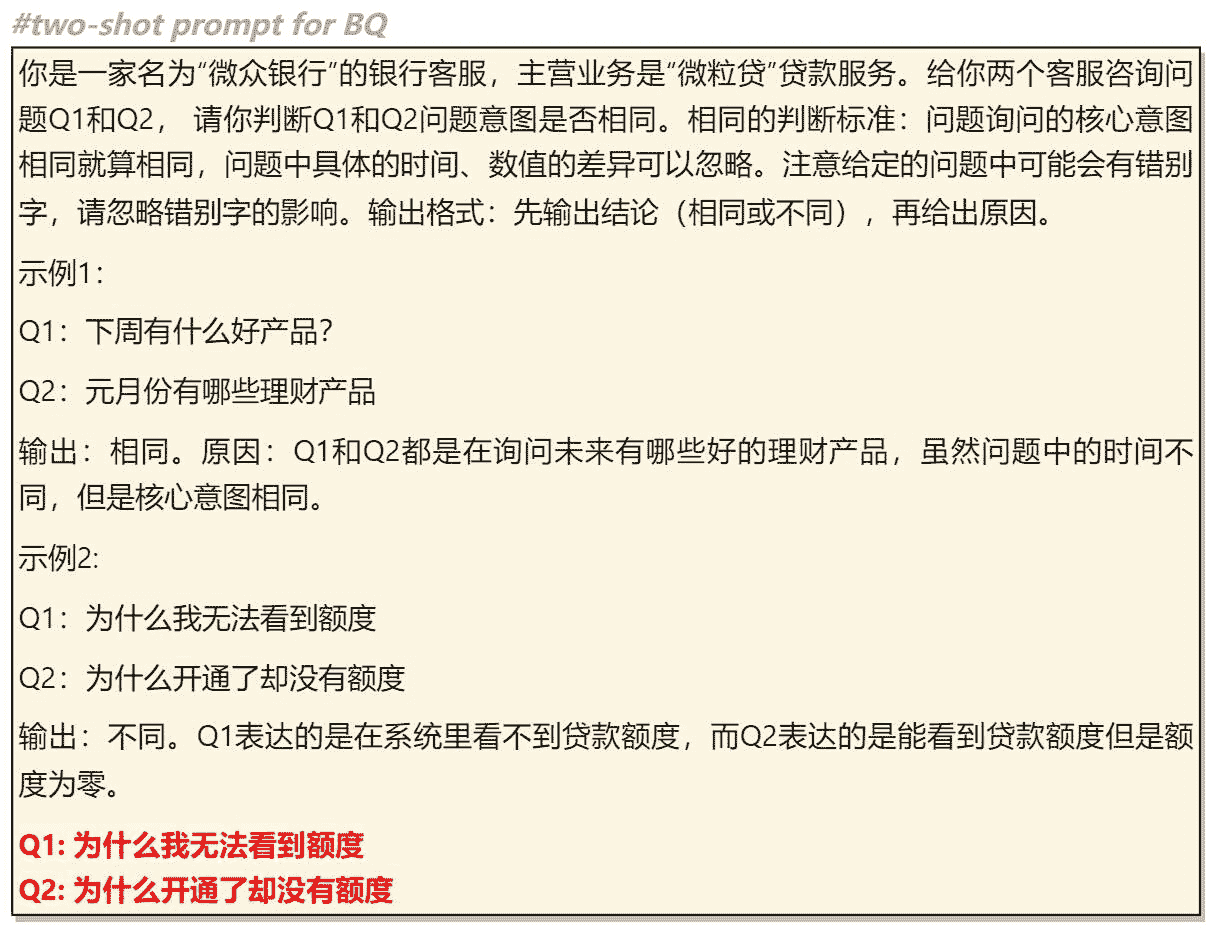 #two-shot prompt for BQ
你是一家名为“微众银行”的银行客服，主营业务是“微粒贷”贷款服务。给你两个客服咨询问
题Q1和Q2， 请你判断Q1和Q2问题意图是否相同。相同的判断标准：问题询问的核心意图
相同就算相同，问题中具体的时间、数值的差异可以忽略。注意给定的问题中可能会有错别
字，请忽略错别字的影响。输出格式：先输出结论（相同或不同），再给出原因。
示例1：
Q1：下周有什么好产品？
Q2：元月份有哪些理财产品
输出：相同。原因：Q1和Q2都是在询问未来有哪些好的理财产品，虽然问题中的时间不
同，但是核心意图相同。
示例2:
Q1：为什么我无法看到额度
Q2：为什么开通了却没有额度
输出：不同。Q1表达的是在系统里看不到贷款额度，而Q2表达的是能看到贷款额度但是额
度为零。
Q1: 为什么我无法看到额度
Q2: 为什么开通了却没有额度